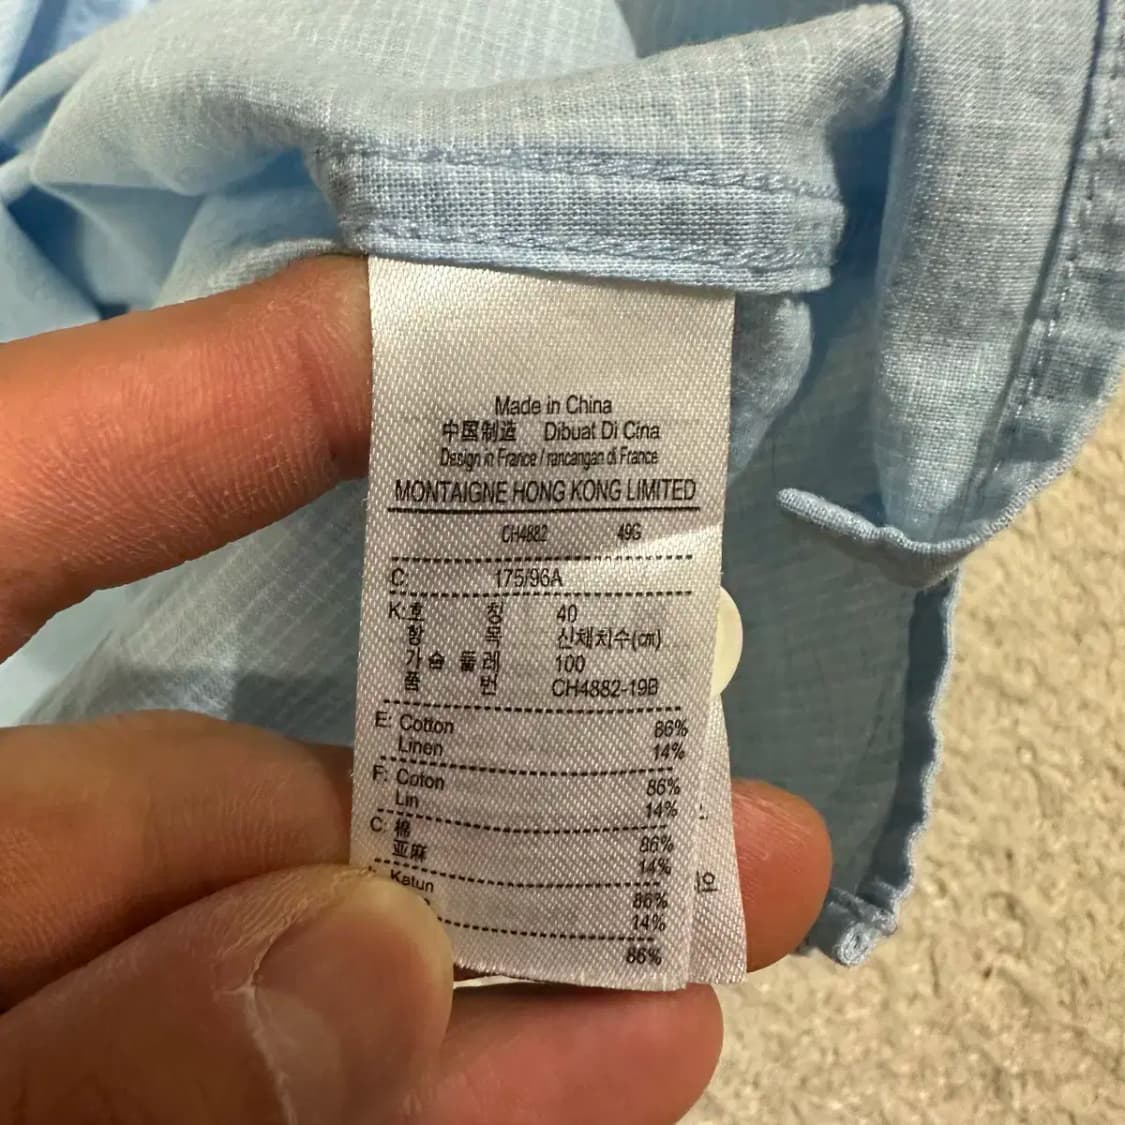 Made in China
中国制造 Dibuat Di Cina
Design in France / rancangan di France
MONTAIGNE HONG KONG LIMITED
CH4882 49G
C: 175/96A
K:호 칭 40
항 목 신체치수(㎝)
가슴 둘레 100
품 번 CH4882-19B
E: Cotton 86%
Linen 14%
F: Coton 86%
Lin 14%
C: 棉 86%
亚麻 14%
Katun 86%
14%
86%